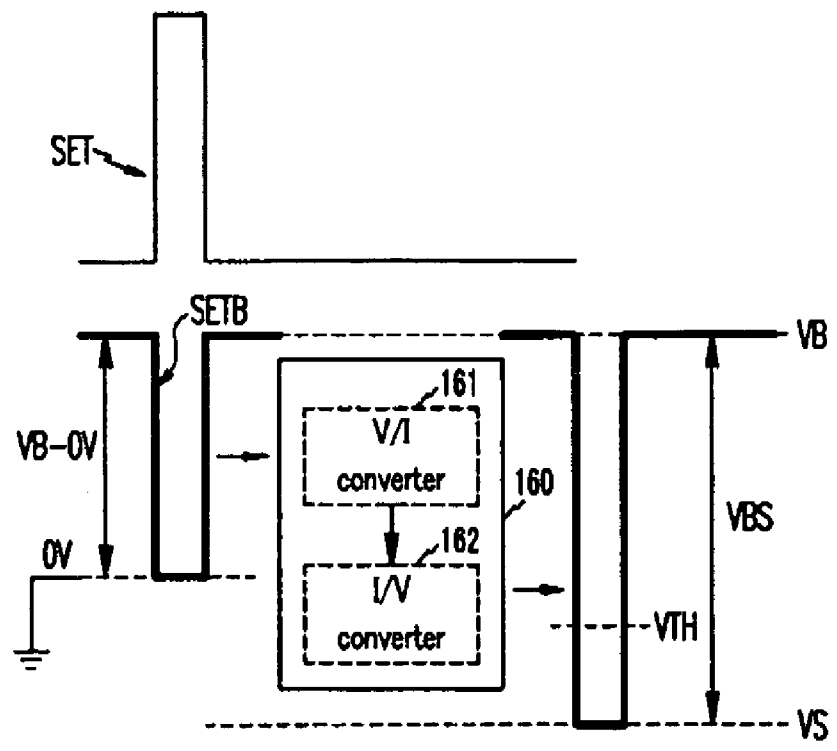 SET
SETB
VB
161
V/I
converter
VB-0V
160
VBS
0V
162
I/V
converter
VTH
VS